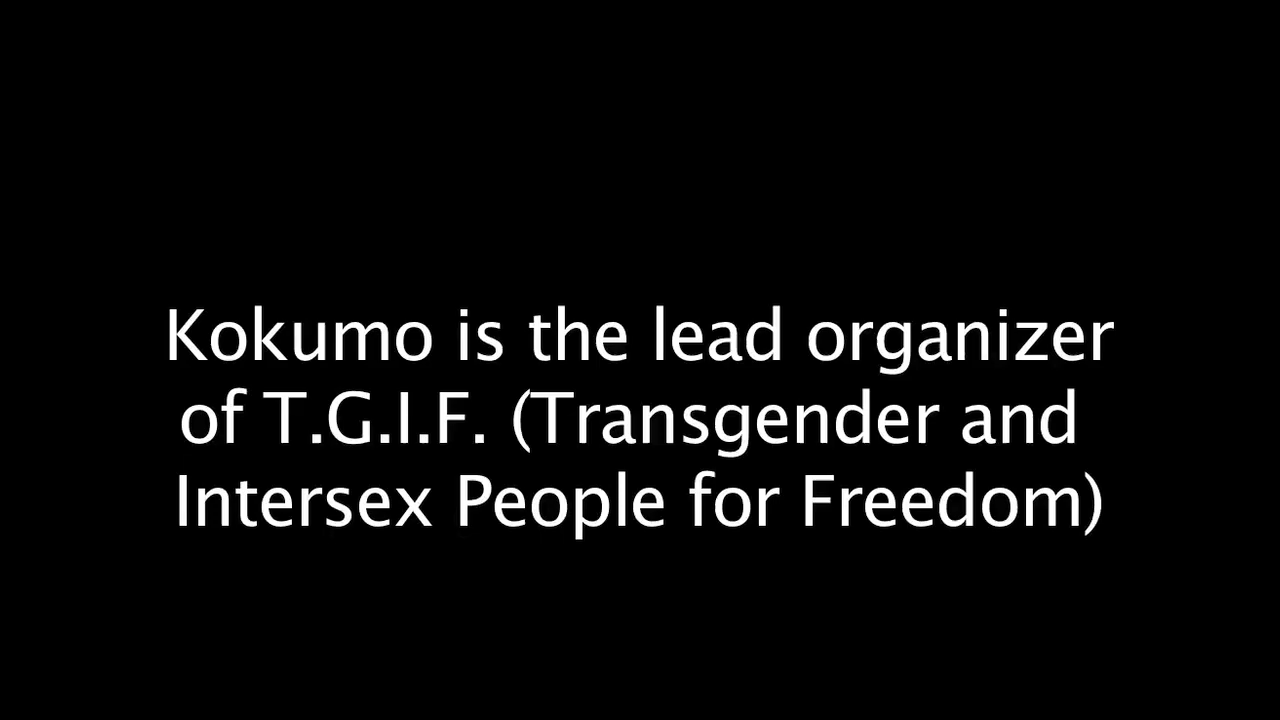 Kokumo is the lead organizer
of T.G.I.F. (Transgender and
Intersex People for Freedom)